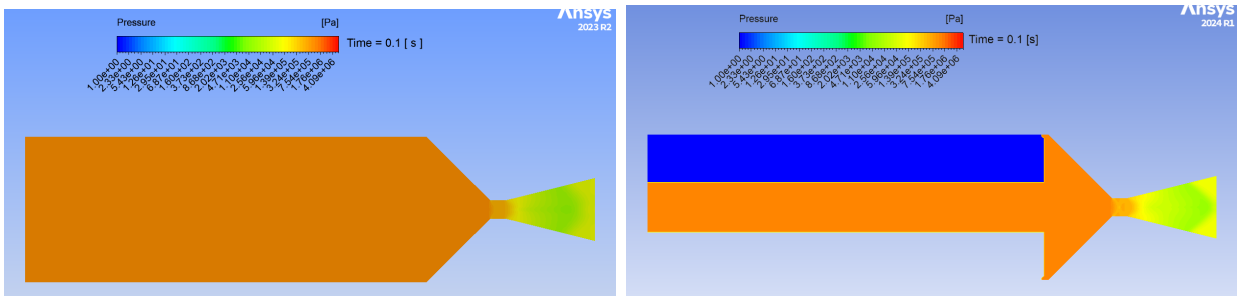 Ansys
2023 R2
Pressure [Pa]
Time = 0.1 [ s ]
1.00e+00
2.33e+00
5.43e+00
1.26e+01
2.95e+01
6.87e+01
1.60e+02
3.73e+02
8.69e+02
2.02e+03
4.71e+03
1.10e+04
2.56e+04
5.96e+04
1.39e+05
3.24e+05
7.54e+05
1.76e+06
4.09e+06
Ansys
2024 R1
Pressure [Pa]
Time = 0.1 [s]
1.00e+00
2.33e+00
5.43e+00
1.26e+01
2.95e+01
6.87e+01
1.60e+02
3.73e+02
8.69e+02
2.02e+03
4.71e+03
1.10e+04
2.56e+04
5.96e+04
1.39e+05
3.24e+05
7.54e+05
1.76e+06
4.09e+06